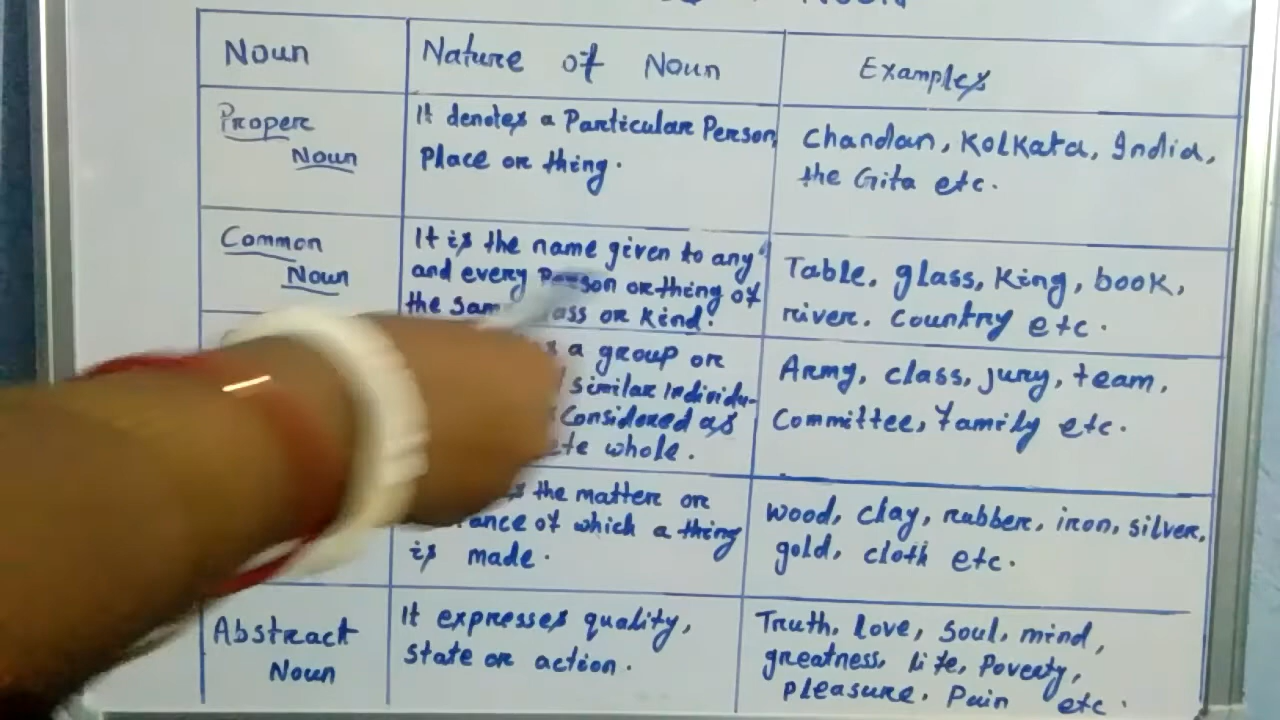 Noun
Nature of Noun
Examples
Proper
Noun
It denotes a Particular Person,
Place or thing.
Chandan, Kolkata, India,
the Gita etc.
Common
Noun
It is the name given to any
and every Person or thing of
the or Kind.
Table, glass, King, book,
river. Country etc.
a group or
similar Individu-
Considered as
whole.
Army, class, jury, team,
Committee, family etc.
the matter or
of which a thing
is made.
wood, clay, rubber, iron, silver,
gold, cloth etc.
Abstract
Noun
It expresses quality,
state or action.
Truth, love, soul, mind,
greatness, life, Poverty,
pleasure, Pain etc.